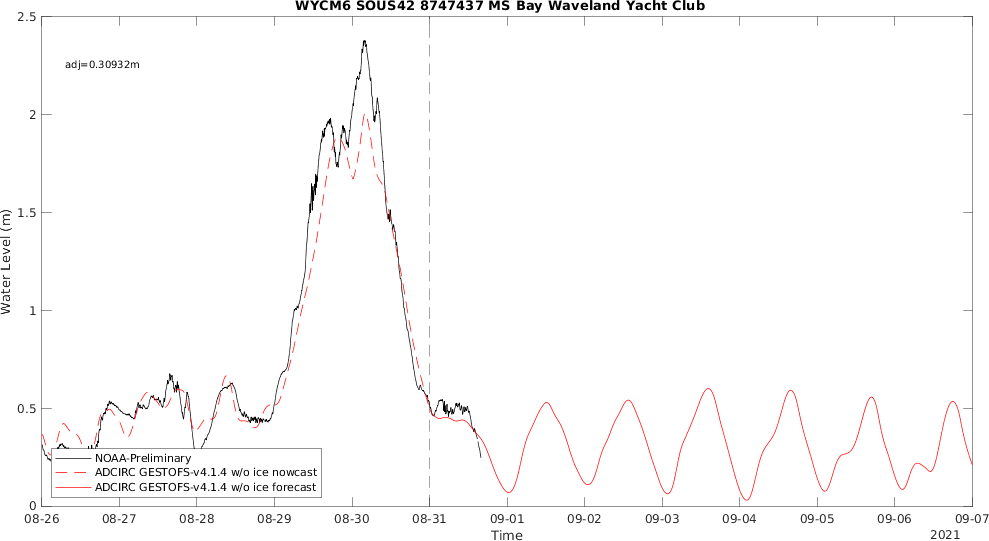 WYCM6 SOUS42 8747437 MS Bay Waveland Yacht Club
adj=0.30932m
Water Level (m)
2.5
2
1.5
1
0.5
0
NOAA-Preliminary
ADCIRC GESTOFS-v4.1.4 w/o ice nowcast
ADCIRC GESTOFS-v4.1.4 w/o ice forecast
08-26 08-27 08-28 08-29 08-30 08-31 09-01 09-02 09-03 09-04 09-05 09-06 09-07
Time
2021